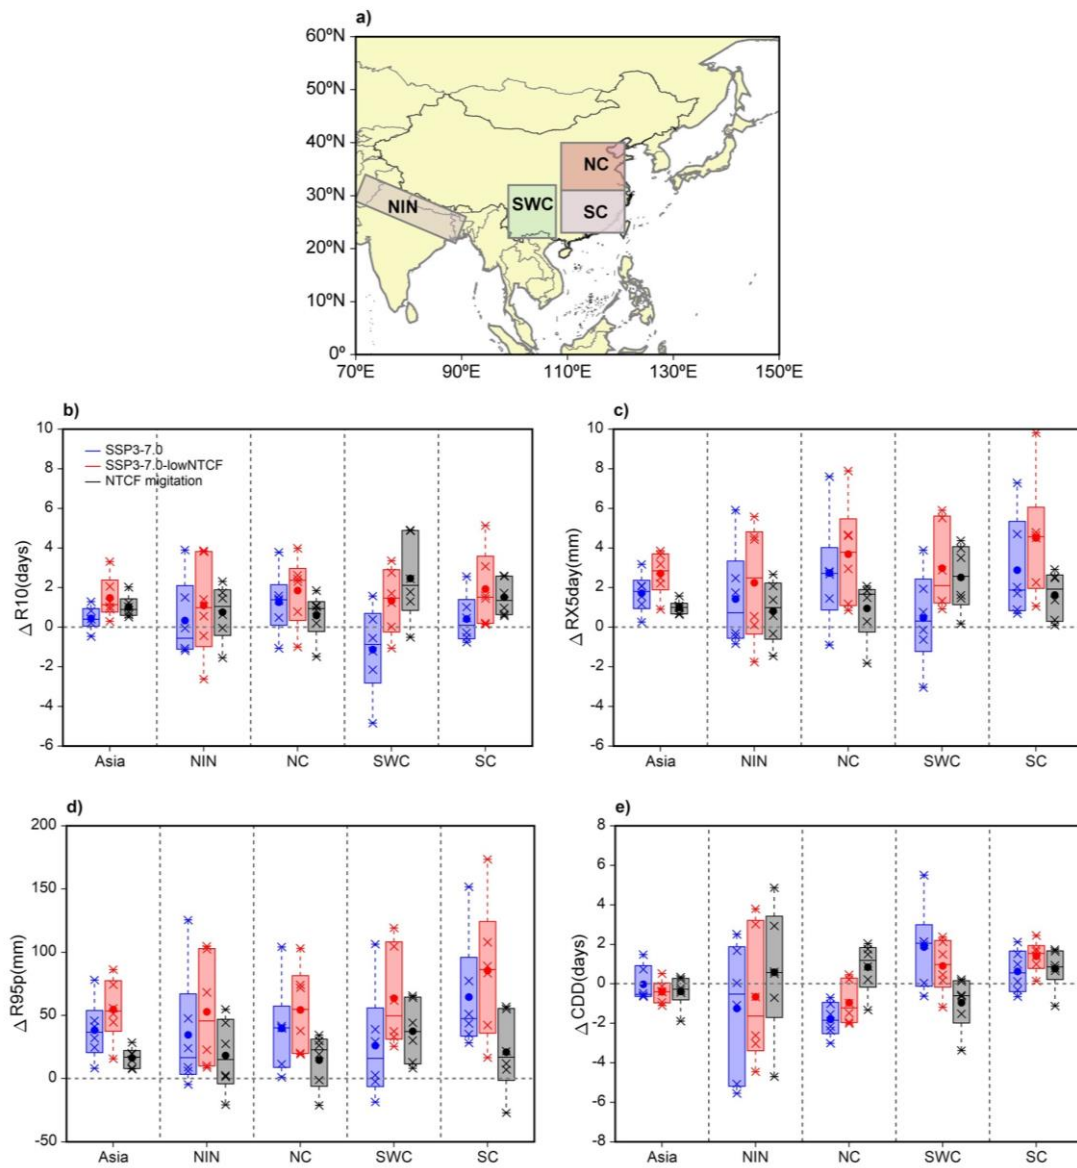 a)
60ºN
50ºN
40ºN
30ºN
20ºN
10ºN
0º
70ºE 90ºE 110ºE 130ºE 150ºE
NIN
SWC
NC
SC
b)
SSP3-7.0
SSP3-7.0-lowNTCF
NTCF migitation
Δ R10(days)
10
8
6
4
2
0
-2
-4
-6
Asia NIN NC SWC SC
c)
Δ RX5day(mm)
10
8
6
4
2
0
-2
-4
-6
Asia NIN NC SWC SC
d)
Δ R95p(mm)
200
150
100
50
0
-50
Asia NIN NC SWC SC
e)
Δ CDD(days)
8
6
4
2
0
-2
-4
-6
-8
Asia NIN NC SWC SC